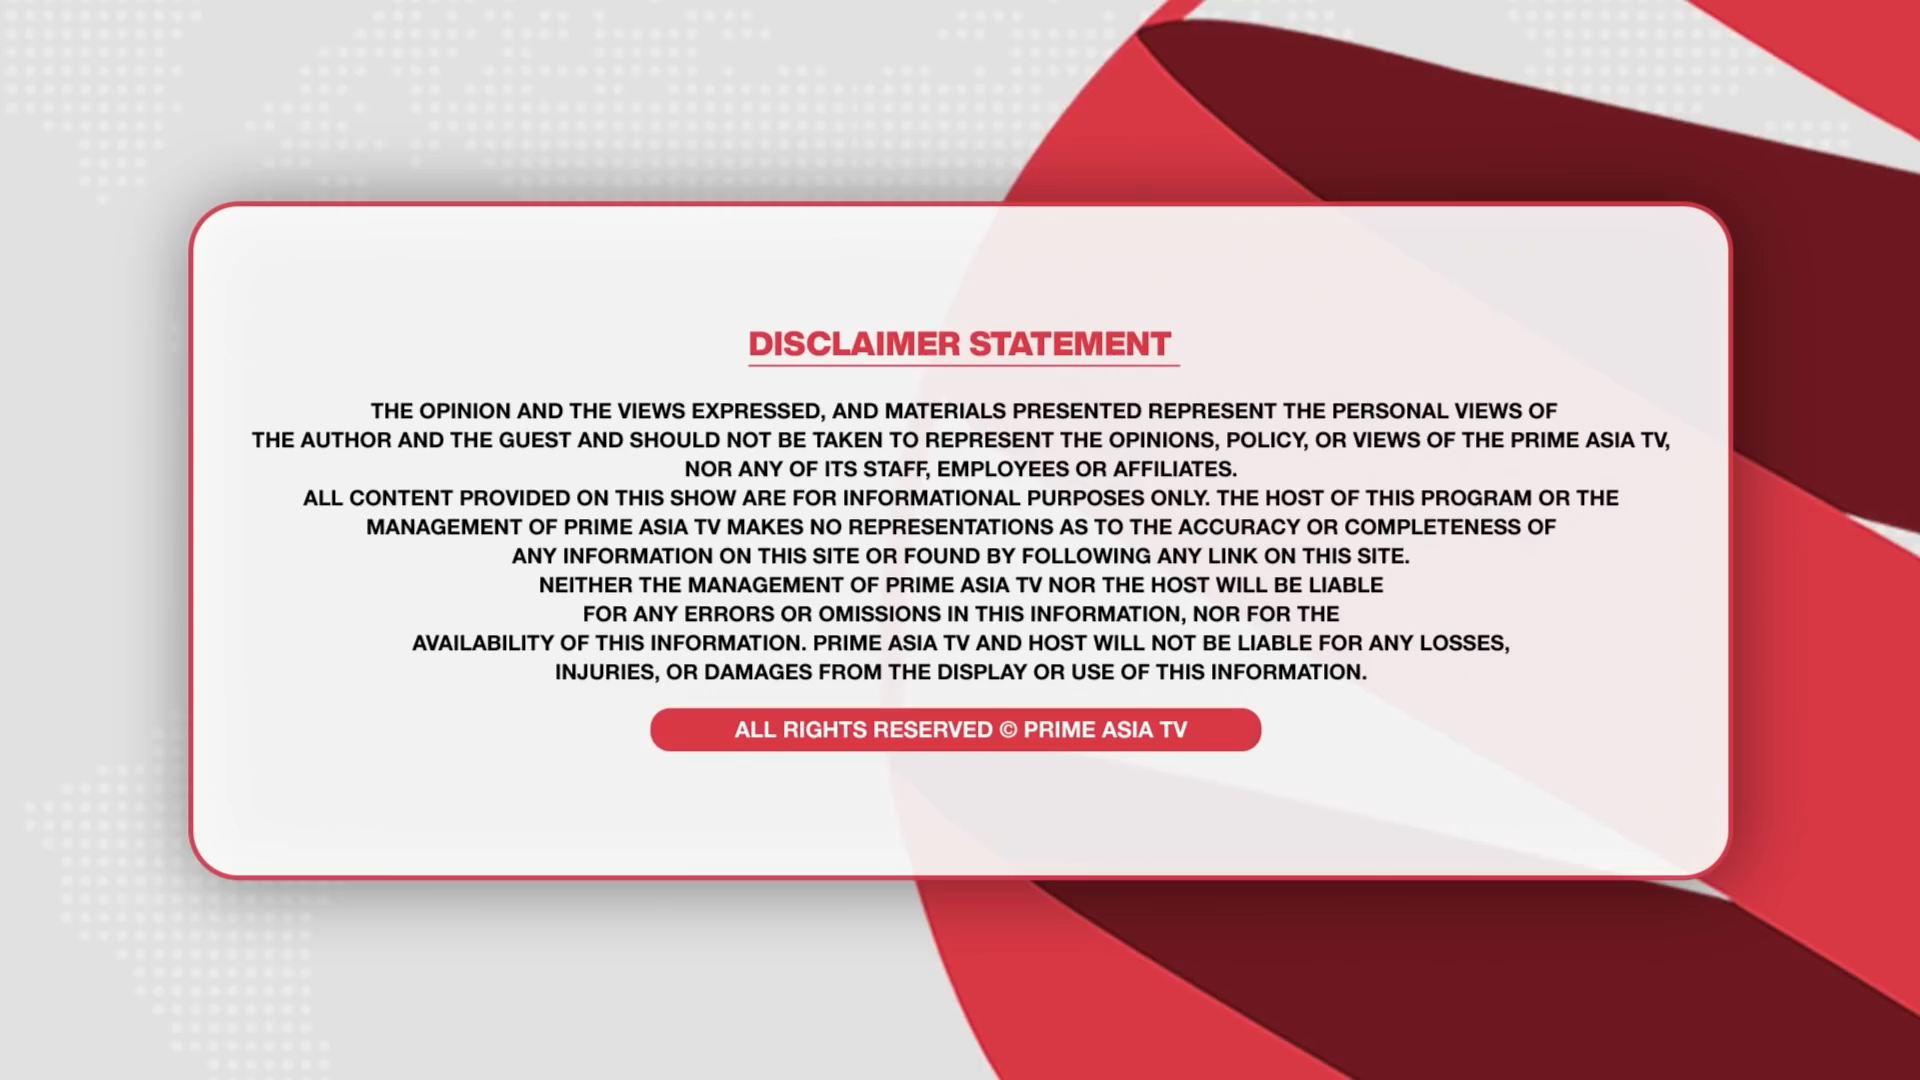 DISCLAIMER STATEMENT
THE OPINION AND THE VIEWS EXPRESSED, AND MATERIALS PRESENTED REPRESENT THE PERSONAL VIEWS OF
THE AUTHOR AND THE GUEST AND SHOULD NOT BE TAKEN TO REPRESENT THE OPINIONS, POLICY, OR VIEWS OF THE PRIME ASIA TV,
NOR ANY OF ITS STAFF, EMPLOYEES OR AFFILIATES.
ALL CONTENT PROVIDED ON THIS SHOW ARE FOR INFORMATIONAL PURPOSES ONLY. THE HOST OF THIS PROGRAM OR THE
MANAGEMENT OF PRIME ASIA TV MAKES NO REPRESENTATIONS AS TO THE ACCURACY OR COMPLETENESS OF
ANY INFORMATION ON THIS SITE OR FOUND BY FOLLOWING ANY LINK ON THIS SITE.
NEITHER THE MANAGEMENT OF PRIME ASIA TV NOR THE HOST WILL BE LIABLE
FOR ANY ERRORS OR OMISSIONS IN THIS INFORMATION, NOR FOR THE
AVAILABILITY OF THIS INFORMATION. PRIME ASIA TV AND HOST WILL NOT BE LIABLE FOR ANY LOSSES,
INJURIES, OR DAMAGES FROM THE DISPLAY OR USE OF THIS INFORMATION.
ALL RIGHTS RESERVED © PRIME ASIA TV